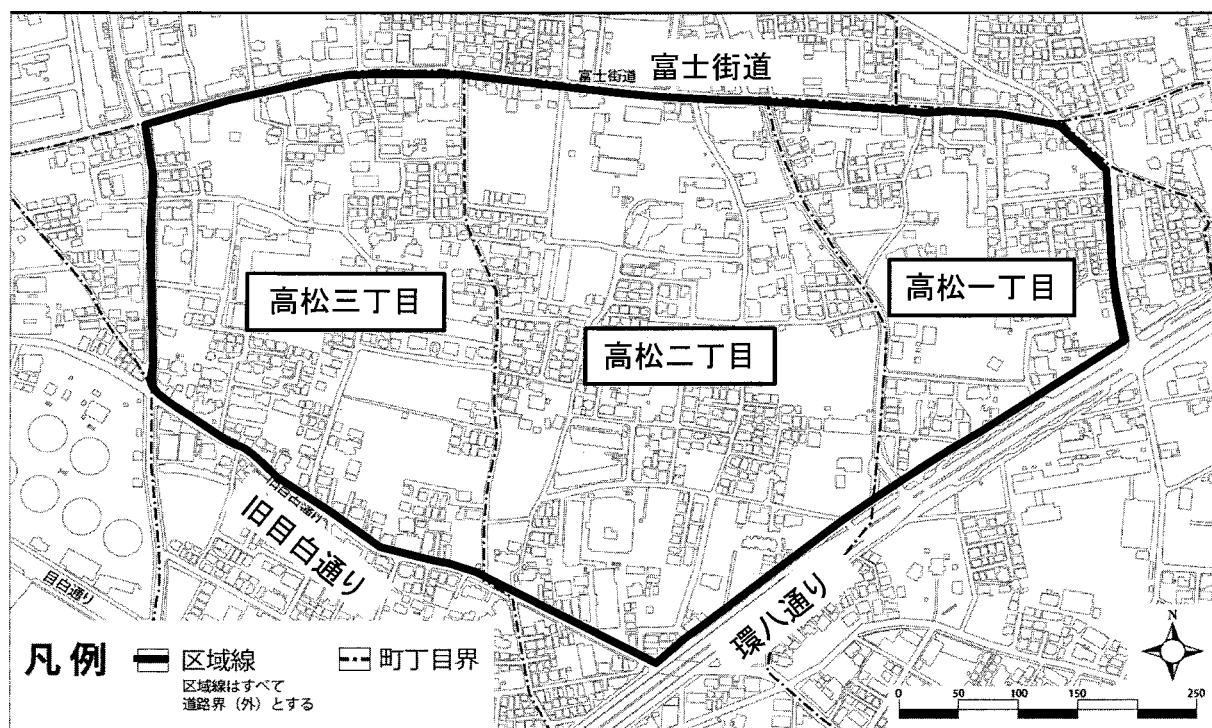 富士街道
富士街道
高松一丁目
高松三丁目
高松二丁目
旧目白通り
旧目白通り
環八通り
目白通り
凡例
区域線
町丁目界
区域線はすべて
道路界（外）とする
N
0 50 100 150 250